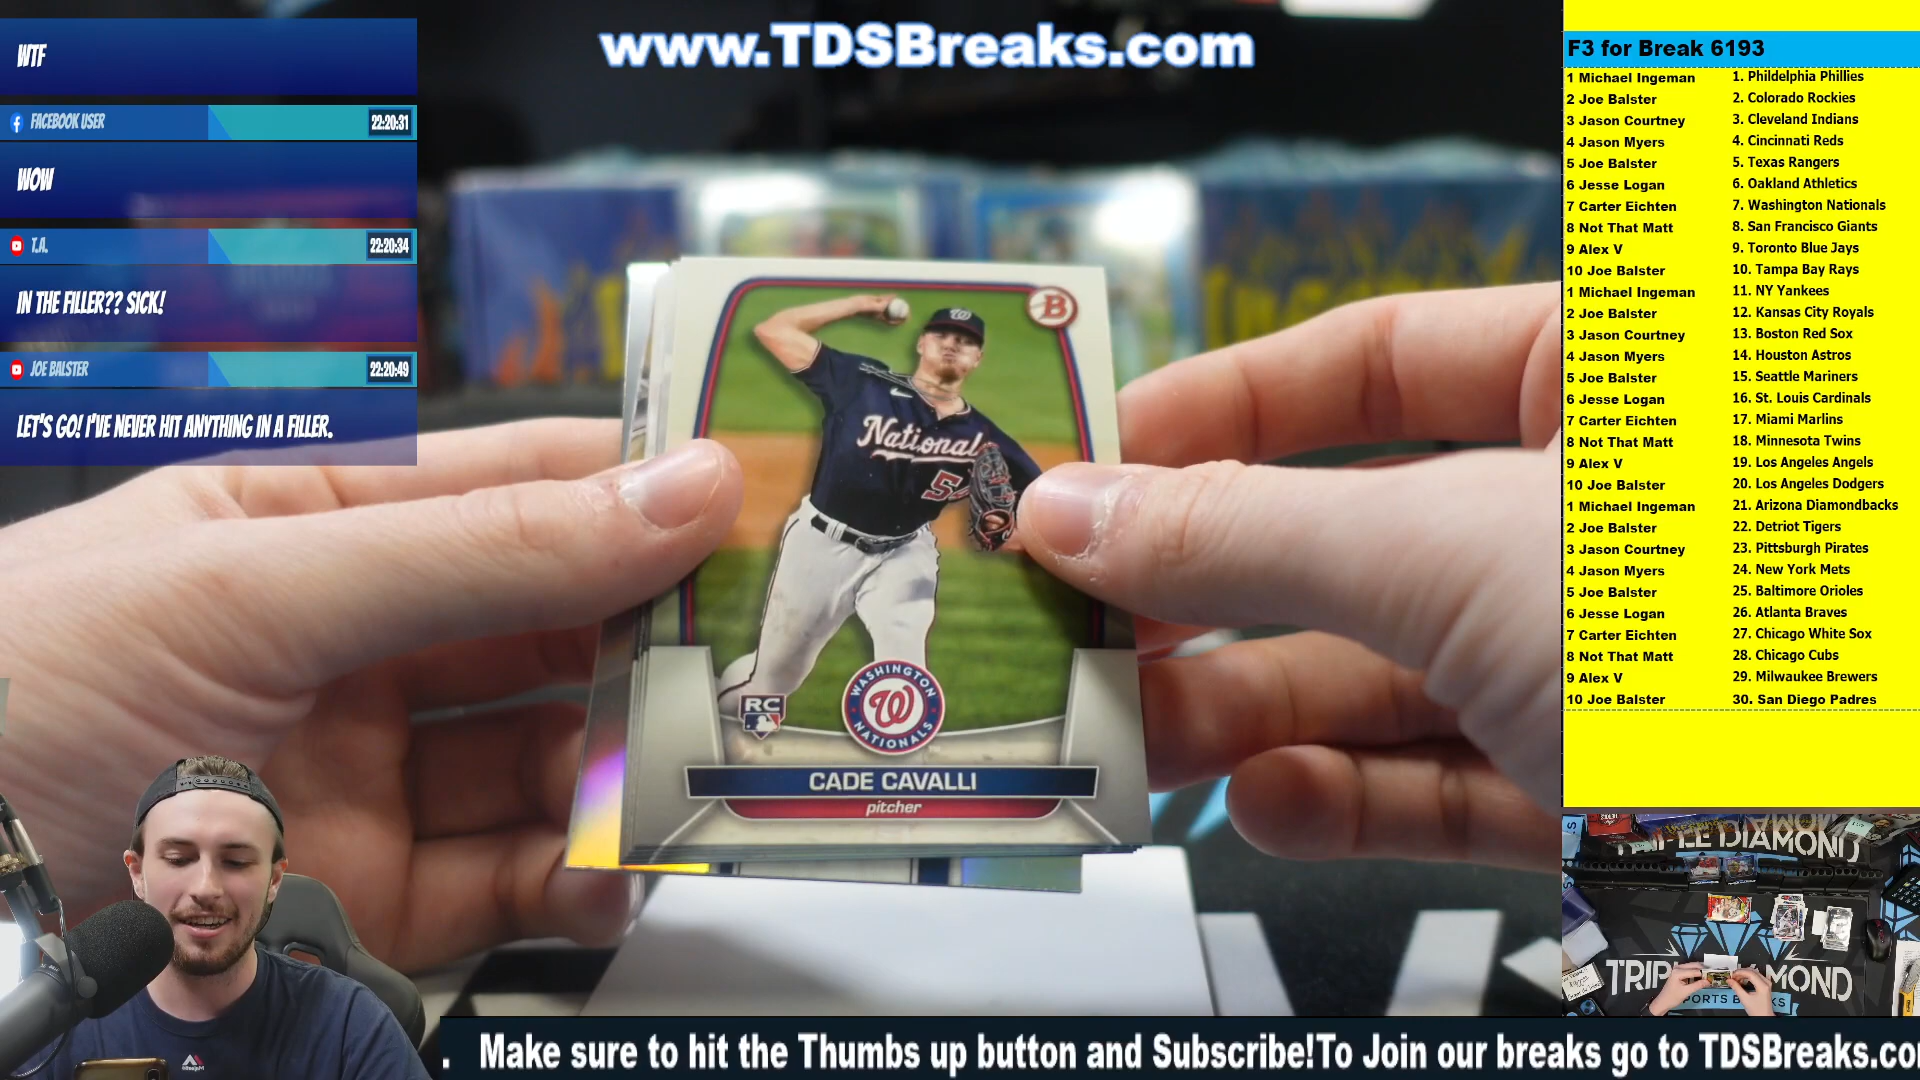 www.TDSBreaks.com
WTF
FACEBOOK USER 22:20:31
WOW
T.A. 22:20:34
IN THE FILLER?? SICK!
JOE BALSTER 22:20:49
LET'S GO! I'VE NEVER HIT ANYTHING IN A FILLER.
B
W
Nationals
5
RC
WASHINGTON
W
NATIONALS
CADE CAVALLI
pitcher
F3 for Break 6193
1 Michael Ingeman 1. Phildelphia Phillies
2 Joe Balster 2. Colorado Rockies
3 Jason Courtney 3. Cleveland Indians
4 Jason Myers 4. Cincinnati Reds
5 Joe Balster 5. Texas Rangers
6 Jesse Logan 6. Oakland Athletics
7 Carter Eichten 7. Washington Nationals
8 Not That Matt 8. San Francisco Giants
9 Alex V 9. Toronto Blue Jays
10 Joe Balster 10. Tampa Bay Rays
1 Michael Ingeman 11. NY Yankees
2 Joe Balster 12. Kansas City Royals
3 Jason Courtney 13. Boston Red Sox
4 Jason Myers 14. Houston Astros
5 Joe Balster 15. Seattle Mariners
6 Jesse Logan 16. St. Louis Cardinals
7 Carter Eichten 17. Miami Marlins
8 Not That Matt 18. Minnesota Twins
9 Alex V 19. Los Angeles Angels
10 Joe Balster 20. Los Angeles Dodgers
1 Michael Ingeman 21. Arizona Diamondbacks
2 Joe Balster 22. Detriot Tigers
3 Jason Courtney 23. Pittsburgh Pirates
4 Jason Myers 24. New York Mets
5 Joe Balster 25. Baltimore Orioles
6 Jesse Logan 26. Atlanta Braves
7 Carter Eichten 27. Chicago White Sox
8 Not That Matt 28. Chicago Cubs
9 Alex V 29. Milwaukee Brewers
10 Joe Balster 30. San Diego Padres
TRIPLE DIAMOND
TRIPLE DIAMOND
SPORTS BREAKS
. Make sure to hit the Thumbs up button and Subscribe!To Join our breaks go to TDSBreaks.co